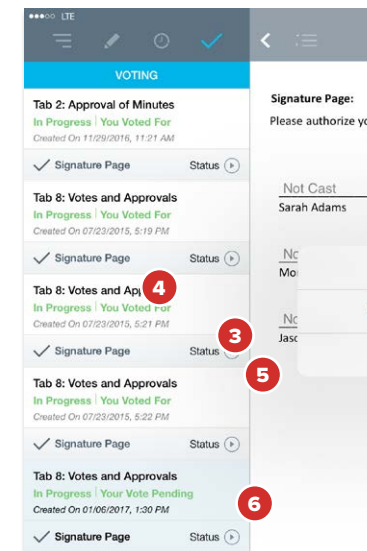 LTE
VOTING
Tab 2: Approval of Minutes
In Progress | You Voted For
Created On 11/29/2016, 11:21 AM
Signature Page Status
Tab 8: Votes and Approvals
In Progress | You Voted For
Created On 07/23/2015, 5:19 PM
Signature Page Status
4
Tab 8: Votes and App
In Progress | You Voted For
Created On 07/23/2015, 5:21 PM
3
Signature Page Status
5
Tab 8: Votes and Approvals
In Progress | You Voted For
Created On 07/23/2015, 5:22 PM
Signature Page Status
Tab 8: Votes and Approvals
In Progress | Your Vote Pending
6
Created On 01/06/2017, 1:30 PM
Signature Page Status
Signature Page:
Please authorize yo
Not Cast
Sarah Adams